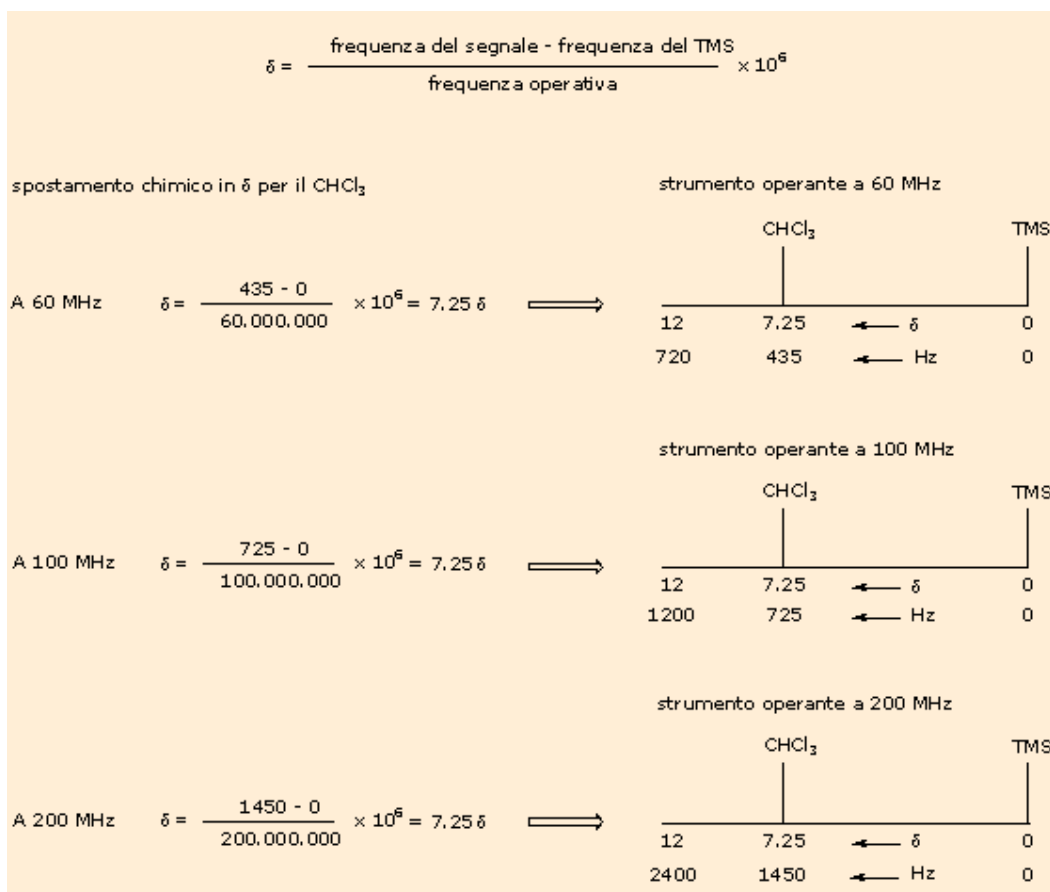 δ = frequenza del segnale - frequenza del TMS / frequenza operativa × 10⁶
spostamento chimico in δ per il CHCl₃
strumento operante a 60 MHz
CHCl₃ TMS
A 60 MHz δ = 435 - 0 / 60.000.000 × 10⁶ = 7.25 δ
12 7.25 δ 0
720 435 Hz 0
strumento operante a 100 MHz
CHCl₃ TMS
A 100 MHz δ = 725 - 0 / 100.000.000 × 10⁶ = 7.25 δ
12 7.25 δ 0
1200 725 Hz 0
strumento operante a 200 MHz
CHCl₃ TMS
A 200 MHz δ = 1450 - 0 / 200.000.000 × 10⁶ = 7.25 δ
12 7.25 δ 0
2400 1450 Hz 0